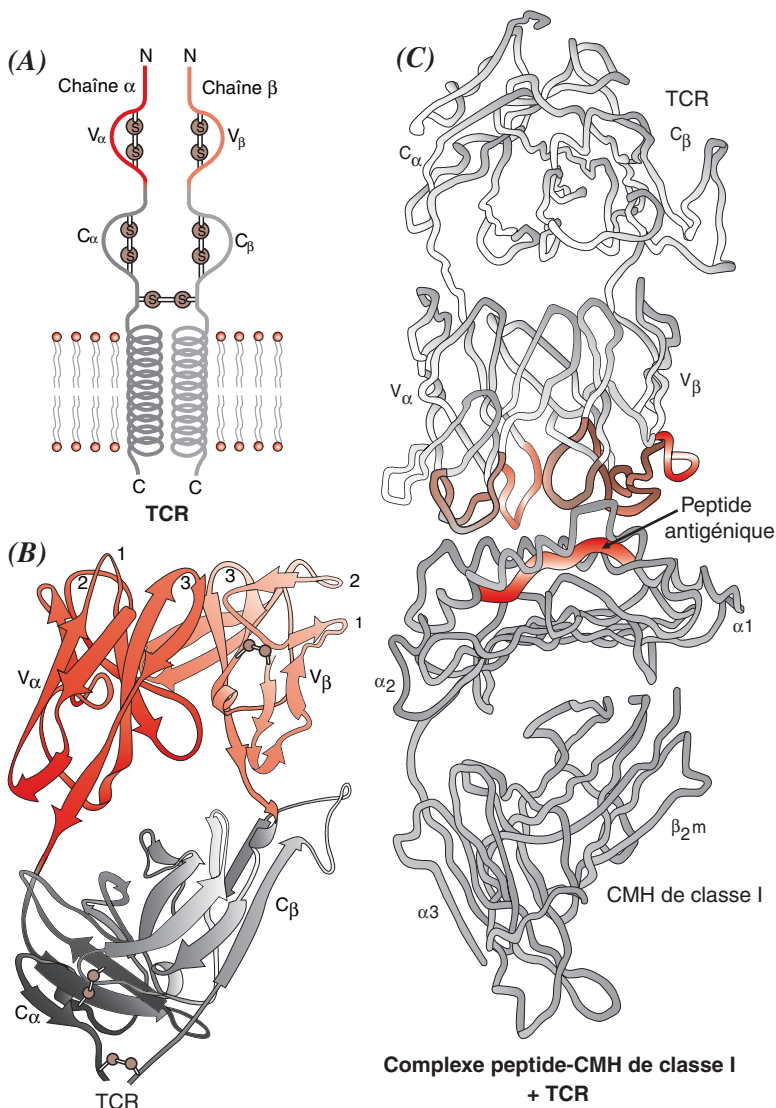 (A)
N N
Chaîne α Chaîne β
S S
Vα Vβ
S S
S S
Cα Cβ
S S
S S
C C
TCR
(B)
1
2 3 3 2
1
Vα Vβ
Cβ
Cα
TCR
(C)
TCR
Cα Cβ
Vα Vβ
Peptide
antigénique
α1
α2
β2m
α3
CMH de classe I
Complexe peptide-CMH de classe I
+ TCR